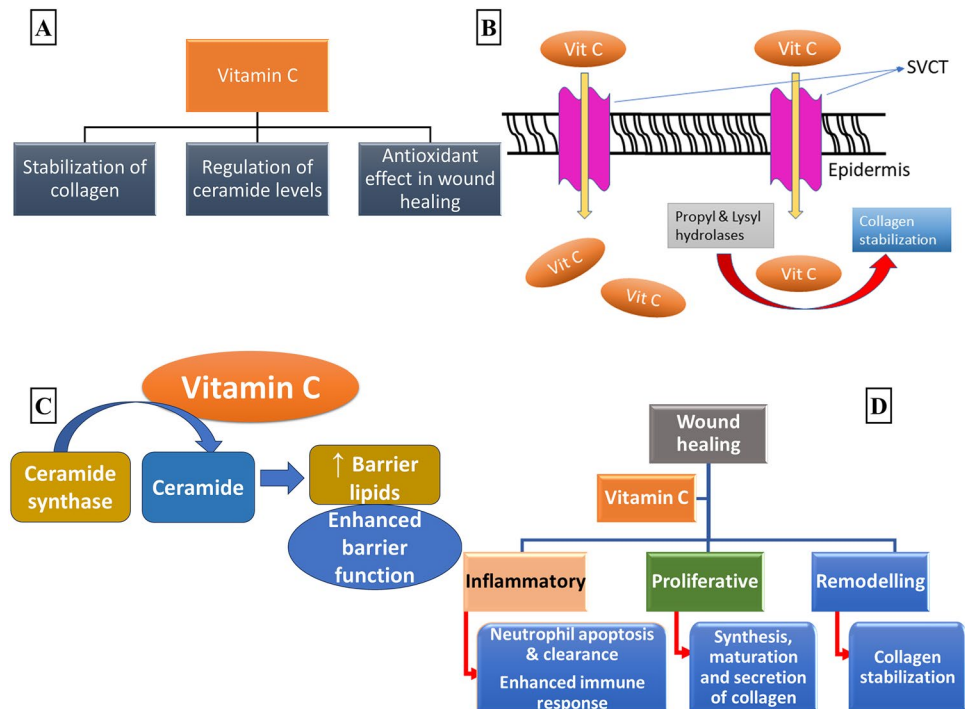 A
Vitamin C
Stabilization of
collagen
Regulation of
ceramide levels
Antioxidant
effect in wound
healing
B
Vit C
Vit C
SVCT
Epidermis
Propyl & Lysyl
hydrolases
Collagen
stabilization
Vit C
Vit C
Vit C
C
Vitamin C
Ceramide
synthase
Ceramide
↑ Barrier
lipids
Enhanced
barrier
function
D
Wound
healing
Vitamin C
Inflammatory
Proliferative
Remodelling
Neutrophil apoptosis
& clearance
Enhanced immune
response
Synthesis,
maturation
and secretion
of collagen
Collagen
stabilization